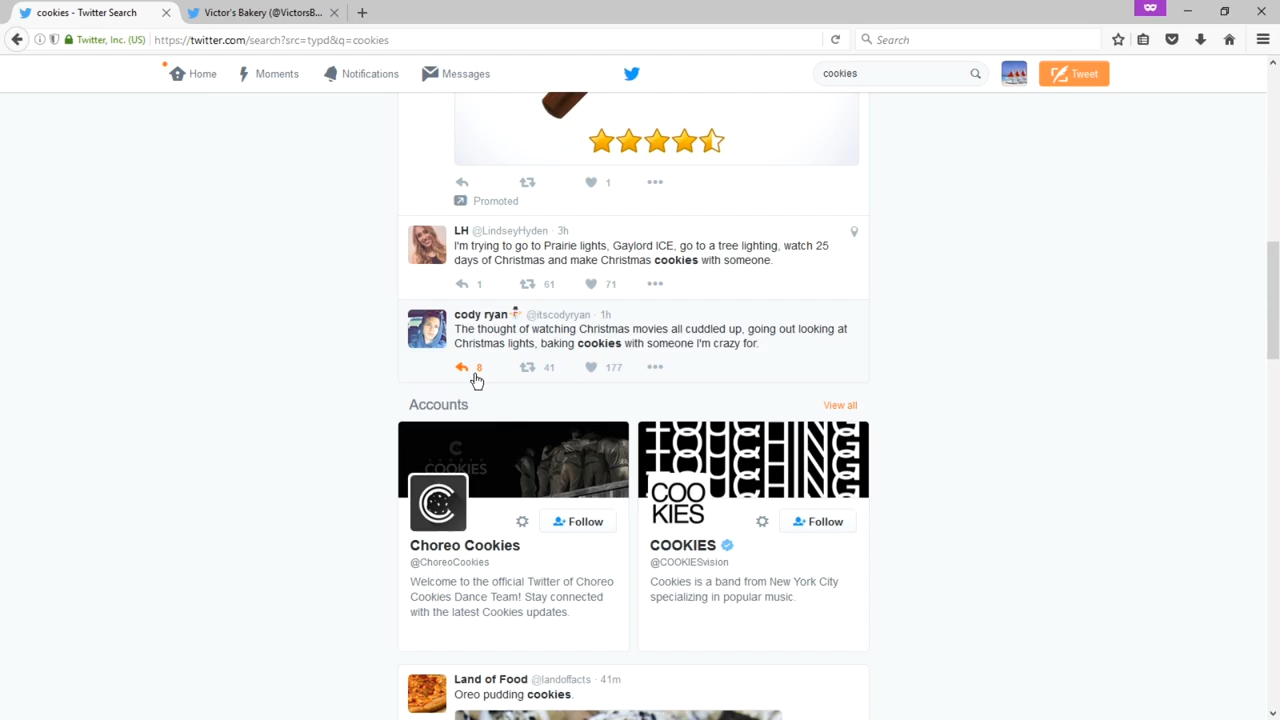 cookies - Twitter Search
Victor's Bakery (@VictorsB...
Twitter, Inc. (US)
https://twitter.com/search?src=typd&q=cookies
Search
Home
Moments
Notifications
Messages
cookies
Tweet
1
Promoted
LH @LindseyHyden · 3h
I'm trying to go to Prairie lights, Gaylord ICE, go to a tree lighting, watch 25
days of Christmas and make Christmas cookies with someone.
1 61 71
cody ryan @itscodyryan · 1h
The thought of watching Christmas movies all cuddled up, going out looking at
Christmas lights, baking cookies with someone I'm crazy for.
8 41 177
Accounts
View all
C
COOKIES
C
Follow
Choreo Cookies
@ChoreoCookies
Welcome to the official Twitter of Choreo
Cookies Dance Team! Stay connected
with the latest Cookies updates.
TOUCHING
COO
KIES
Follow
COOKIES
@COOKIESvision
Cookies is a band from New York City
specializing in popular music.
Land of Food @landoffacts · 41m
Oreo pudding cookies.